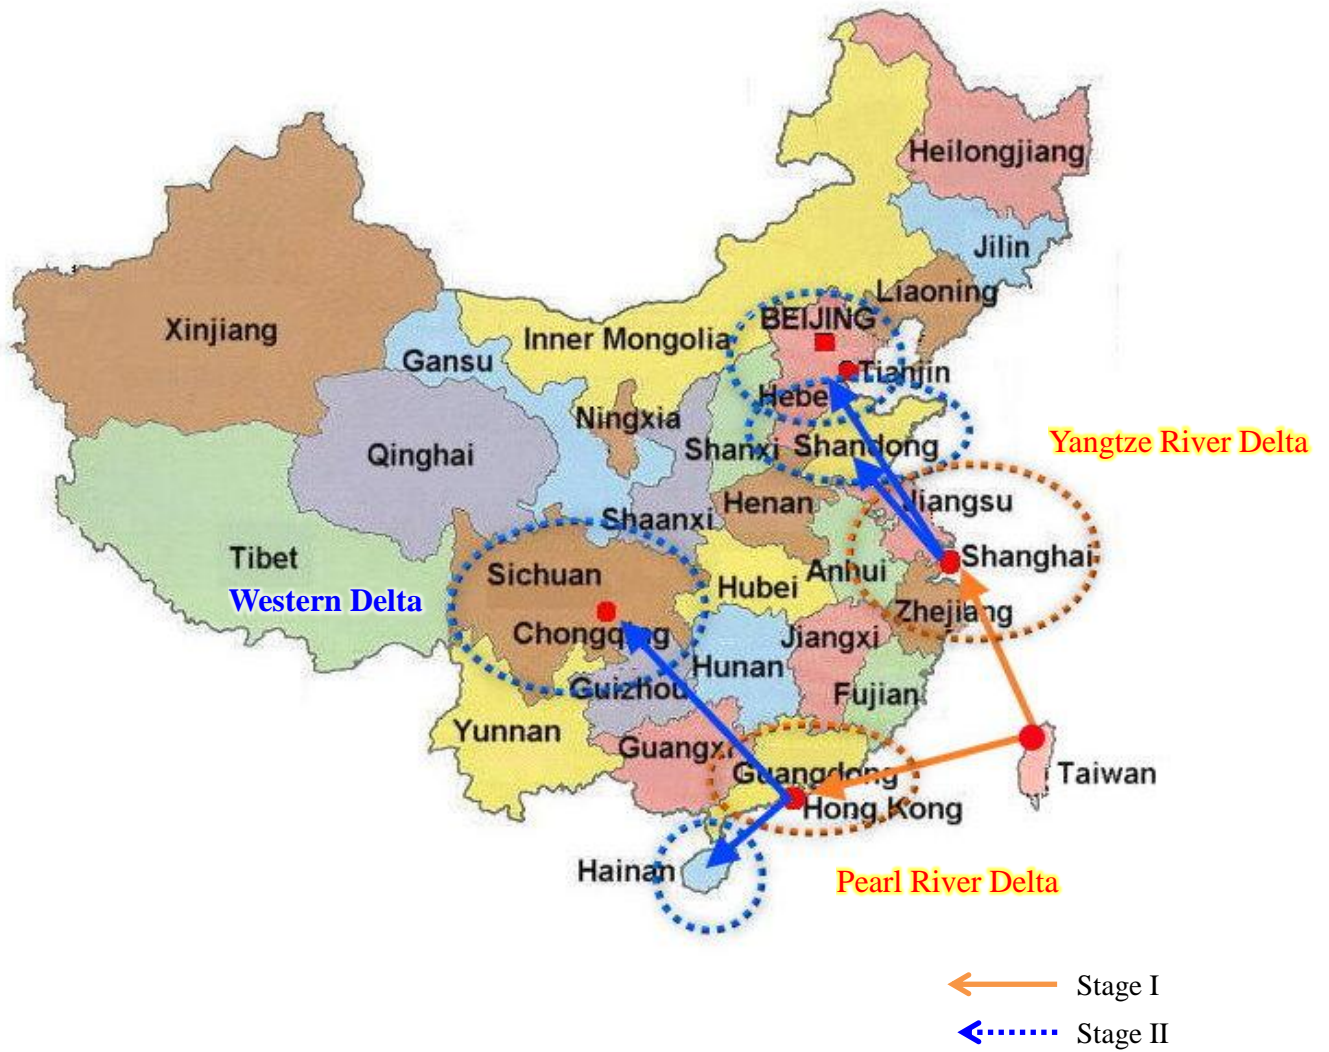 Heilongjiang
Jilin
Liaoning
BEIJING
Xinjiang
Inner Mongolia
Gansu
Tianjin
Hebe
Ningxia
Yangtze River Delta
Qinghai
Shanxi
Shandong
Henan
Jiangsu
Shaanxi
Tibet
Shanghai
Sichuan
Anhui
Hubei
Western Delta
Zhejiang
Chongqing
Jiangxi
Hunan
Guizhou
Fujian
Yunnan
Guangxi
Guangdong
Taiwan
Hong Kong
Hainan
Pearl River Delta
Stage I
Stage II